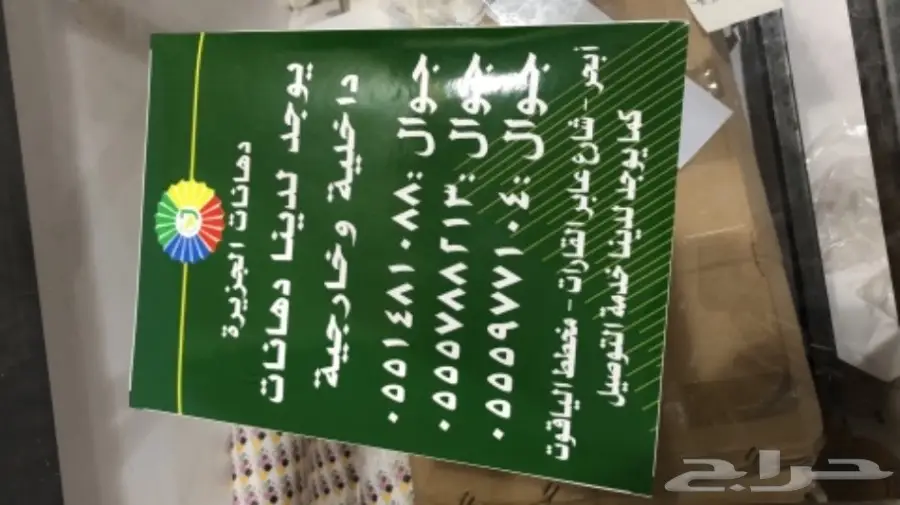 دهانات الجزيرة
يوجد لدينا دهانات
داخلية وخارجية
جوال : ٠٥٥١٤٨١٠٨٨
جوال : ٠٥٥٥٧٨٨٢١٣
جوال : ٠٥٥٥٩٧٧١٠٤
أبحر - شارع عابر القارات - مخطط الياقوت
كما يوجد لدينا خدمة التوصيل
حراج